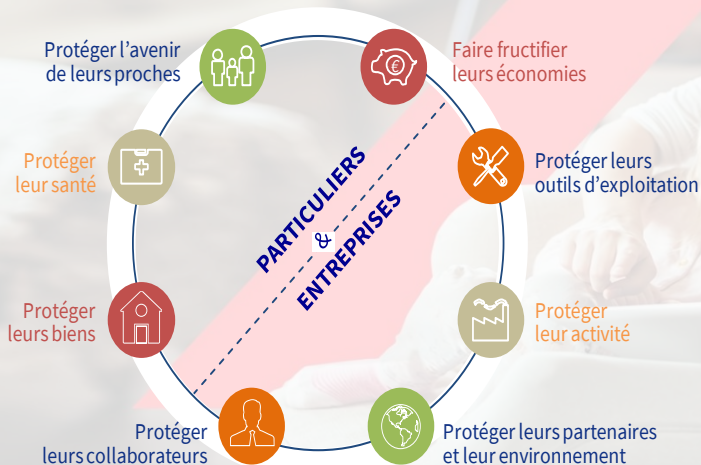 Protéger l’avenir
de leurs proches
Faire fructifier
leurs économies
Protéger
leur santé
Protéger leurs
outils d’exploitation
PARTICULIERS
&
ENTREPRISES
Protéger
leurs biens
Protéger
leur activité
Protéger
leurs collaborateurs
Protéger leurs partenaires
et leur environnement